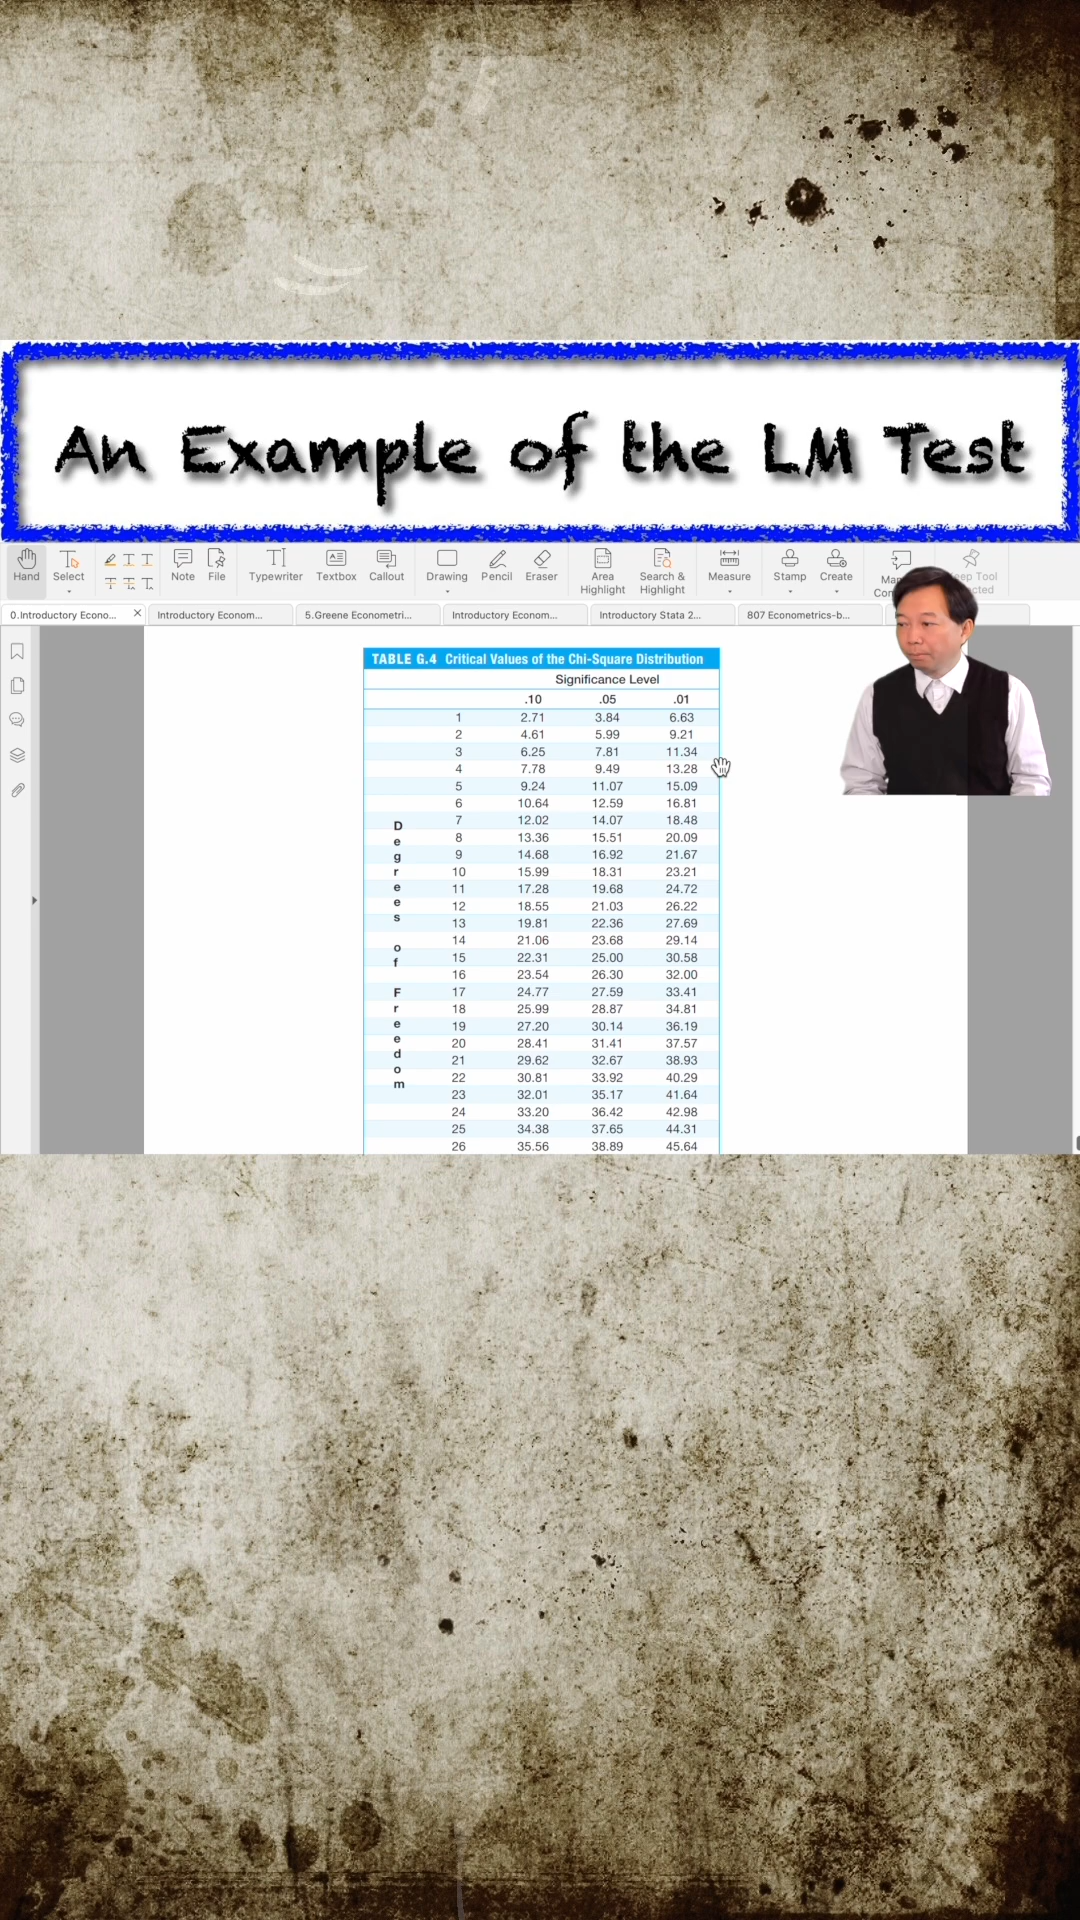 An Example of the LM Test
Hand Select Note File Typewriter Textbox Callout Drawing Pencil Eraser Area Highlight Search & Highlight Measure Stamp Create
0.Introductory Econo... Introductory Econom... 5.Greene Econometri... Introductory Econom... Introductory Stata 2... 807 Econometrics-b...
TABLE G.4 Critical Values of the Chi-Square Distribution
Significance Level
.10 .05 .01
Degrees of Freedom
1 2.71 3.84 6.63
2 4.61 5.99 9.21
3 6.25 7.81 11.34
4 7.78 9.49 13.28
5 9.24 11.07 15.09
6 10.64 12.59 16.81
7 12.02 14.07 18.48
8 13.36 15.51 20.09
9 14.68 16.92 21.67
10 15.99 18.31 23.21
11 17.28 19.68 24.72
12 18.55 21.03 26.22
13 19.81 22.36 27.69
14 21.06 23.68 29.14
15 22.31 25.00 30.58
16 23.54 26.30 32.00
17 24.77 27.59 33.41
18 25.99 28.87 34.81
19 27.20 30.14 36.19
20 28.41 31.41 37.57
21 29.62 32.67 38.93
22 30.81 33.92 40.29
23 32.01 35.17 41.64
24 33.20 36.42 42.98
25 34.38 37.65 44.31
26 35.56 38.89 45.64